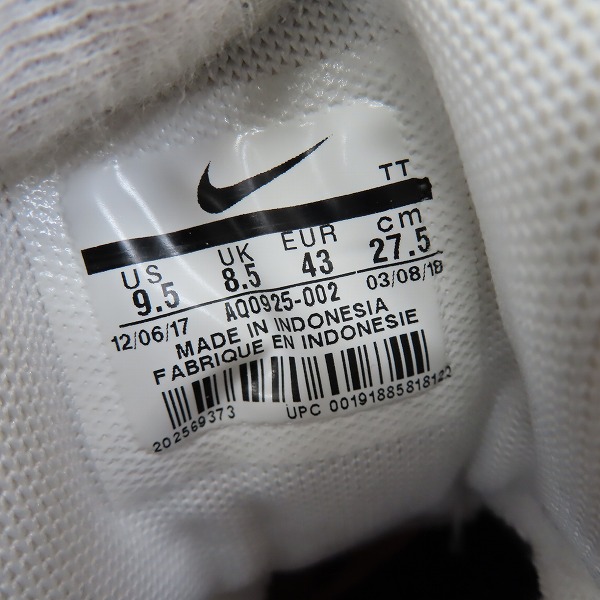 TT
US UK EUR cm
9.5 8.5 43 27.5
12/06/17 AQ0925-002 03/08/18
MADE IN INDONESIA
FABRIQUE EN INDONESIE
202569373 UPC 00191885818122